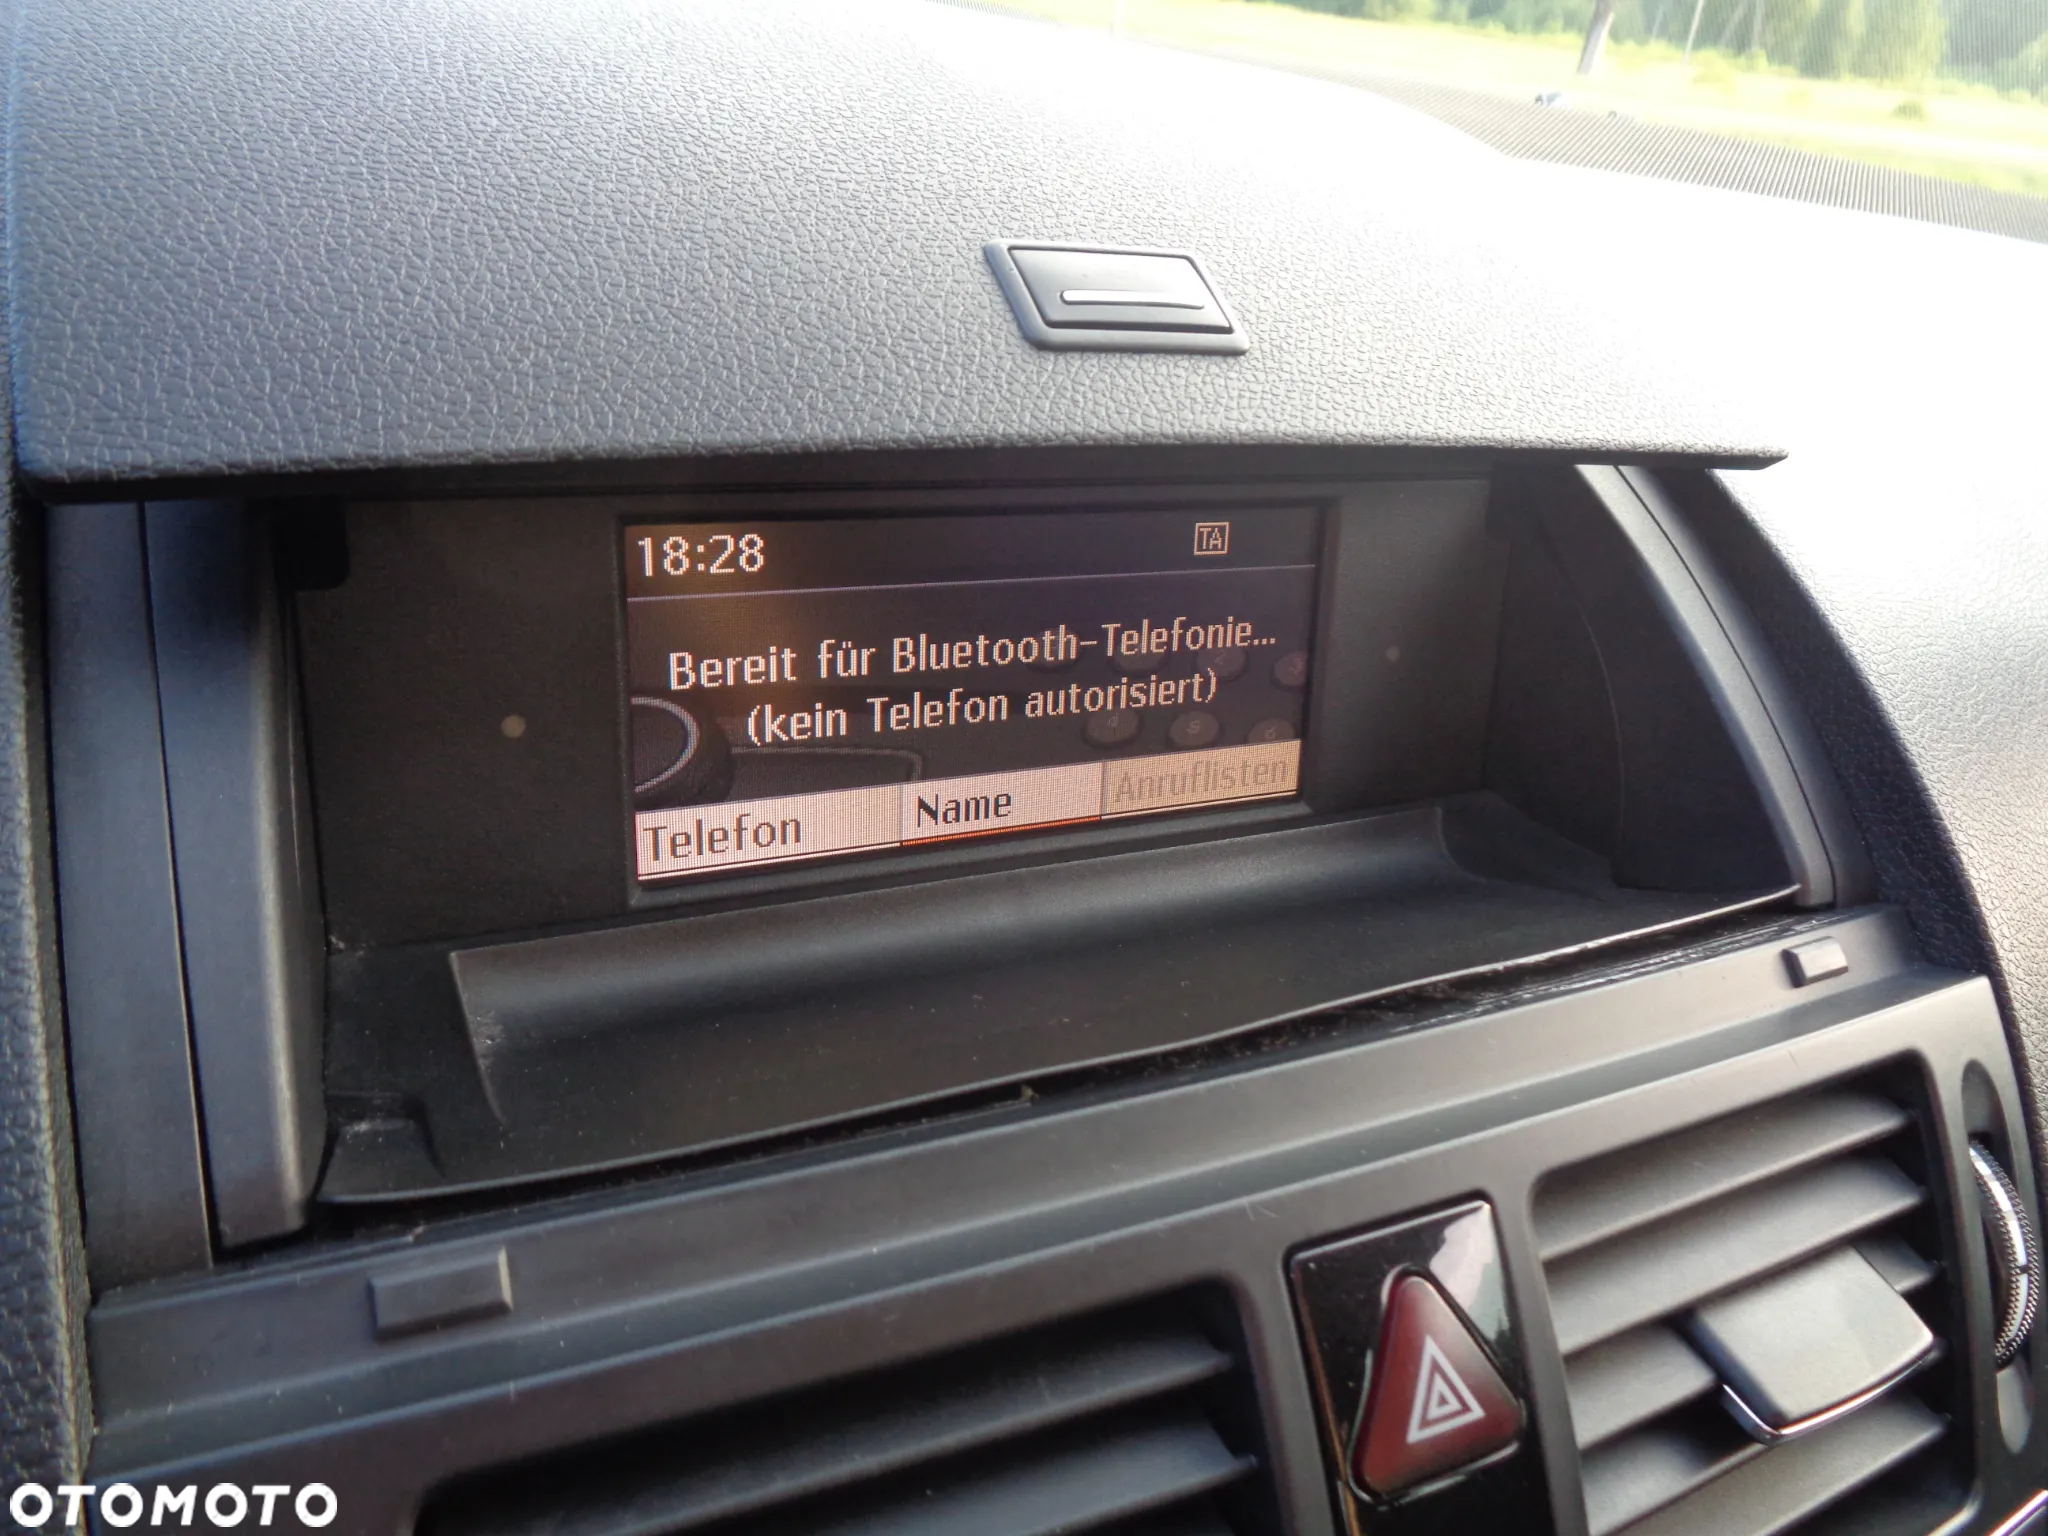 18:28
TA
Bereit für Bluetooth-Telefonie...
(kein Telefon autorisiert)
Telefon Name Anruflisten
OTOMOTO